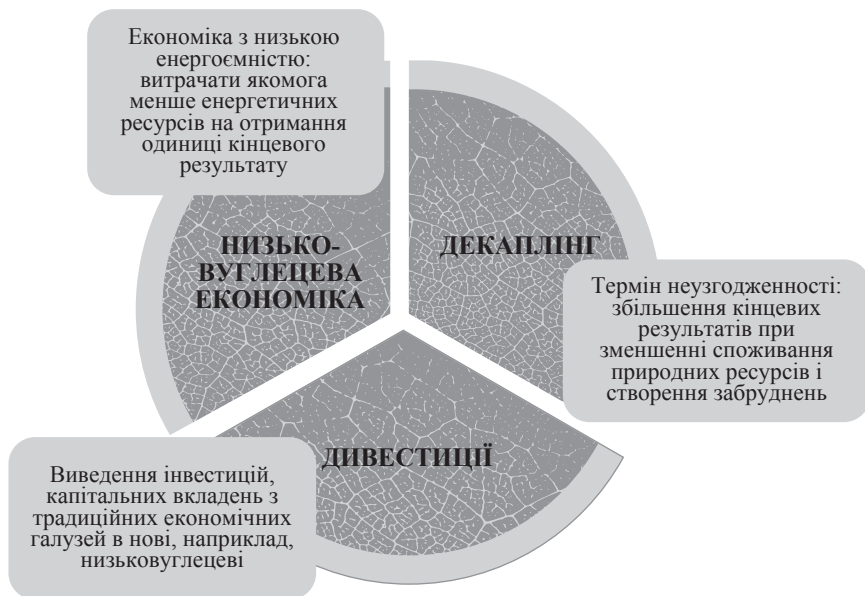 Економіка з низькою
енергоємністю:
витрачати якомога
менше енергетичних
ресурсів на отримання
одиниці кінцевого
результату
НИЗЬКО-
ВУГЛЕЦЕВА
ЕКОНОМІКА
ДЕКАПЛІНГ
Термін неузгодженності:
збільшення кінцевих
результатів при
зменшенні споживання
природних ресурсів і
створення забруднень
ДИВЕСТИЦІЇ
Виведення інвестицій,
капітальних вкладень з
традиційних економічних
галузей в нові, наприклад,
низьковуглецеві